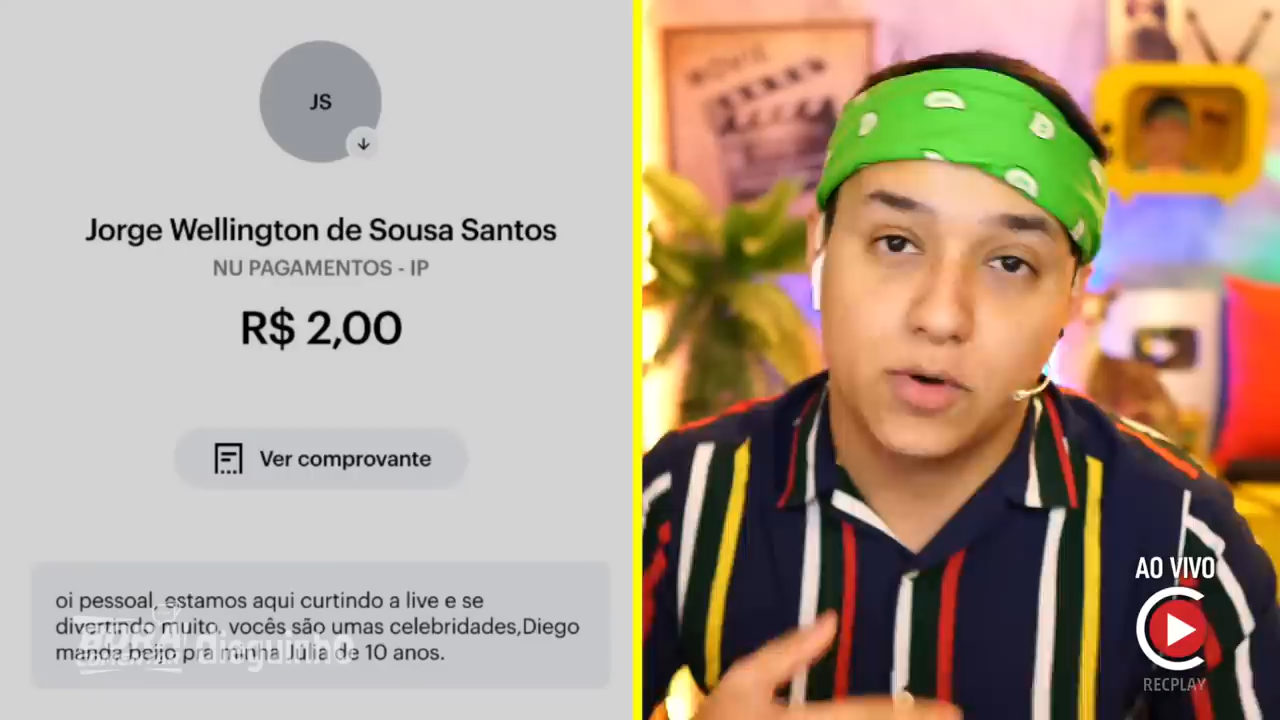 JS
Jorge Wellington de Sousa Santos
NU PAGAMENTOS - IP
R$ 2,00
Ver comprovante
oi pessoal, estamos aqui curtindo a live e se
divertindo muito, vocês são umas celebridades,Diego
manda beijo pra minha Júlia de 10 anos.
dieguinho
MOVIE
AO VIVO
RECPLAY